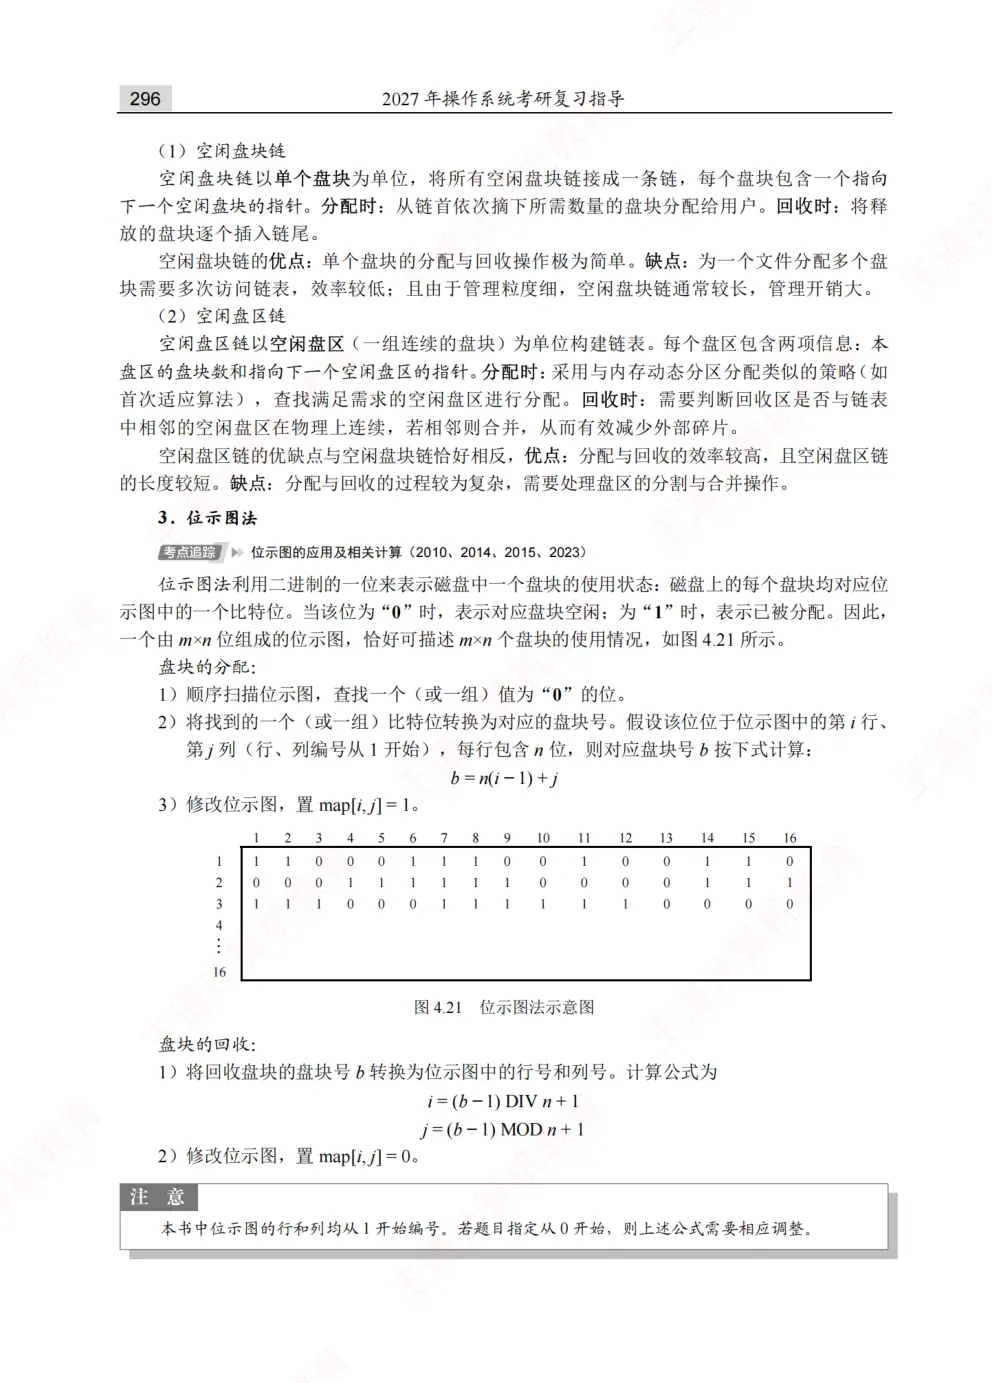 296
2027 年操作系统考研复习指导
（1）空闲盘块链
空闲盘块链以单个盘块为单位，将所有空闲盘块链接成一条链，每个盘块包含一个指向
下一个空闲盘块的指针。分配时：从链首依次摘下所需数量的盘块分配给用户。回收时：将释
放的盘块逐个插入链尾。
空闲盘块链的优点：单个盘块的分配与回收操作极为简单。缺点：为一个文件分配多个盘
块需要多次访问链表，效率较低；且由于管理粒度细，空闲盘块链通常较长，管理开销大。
（2）空闲盘区链
空闲盘区链以空闲盘区（一组连续的盘块）为单位构建链表。每个盘区包含两项信息：本
盘区的盘块数和指向下一个空闲盘区的指针。分配时：采用与内存动态分区分配类似的策略（如
首次适应算法），查找满足需求的空闲盘区进行分配。回收时：需要判断回收区是否与链表
中相邻的空闲盘区在物理上连续，若相邻则合并，从而有效减少外部碎片。
空闲盘区链的优缺点与空闲盘块链恰好相反，优点：分配与回收的效率较高，且空闲盘区链
的长度较短。缺点：分配与回收的过程较为复杂，需要处理盘区的分割与合并操作。
3．位示图法
考点追踪 位示图的应用及相关计算（2010、2014、2015、2023）
位示图法利用二进制的一位来表示磁盘中一个盘块的使用状态：磁盘上的每个盘块均对应位
示图中的一个比特位。当该位为“0”时，表示对应盘块空闲；为“1”时，表示已被分配。因此，
一个由 m×n 位组成的位示图，恰好可描述 m×n 个盘块的使用情况，如图 4.21 所示。
盘块的分配：
1）顺序扫描位示图，查找一个（或一组）值为“0”的位。
2）将找到的一个（或一组）比特位转换为对应的盘块号。假设该位位于位示图中的第 i 行、
第 j 列（行、列编号从 1 开始），每行包含 n 位，则对应盘块号 b 按下式计算：
b = n(i − 1) + j
3）修改位示图，置 map[i, j] = 1。
1 2 3 4 5 6 7 8 9 10 11 12 13 14 15 16
1 1 1 0 0 0 1 1 1 0 0 1 0 0 1 1 0
2 0 0 0 1 1 1 1 1 1 0 0 0 0 1 1 1
3 1 1 1 0 0 0 1 1 1 1 1 1 0 0 0 0
4
⋮
16
图 4.21 位示图法示意图
盘块的回收：
1）将回收盘块的盘块号 b 转换为位示图中的行号和列号。计算公式为
i = (b − 1) DIV n + 1
j = (b − 1) MOD n + 1
2）修改位示图，置 map[i, j] = 0。
注 意
本书中位示图的行和列均从 1 开始编号。若题目指定从 0 开始，则上述公式需要相应调整。